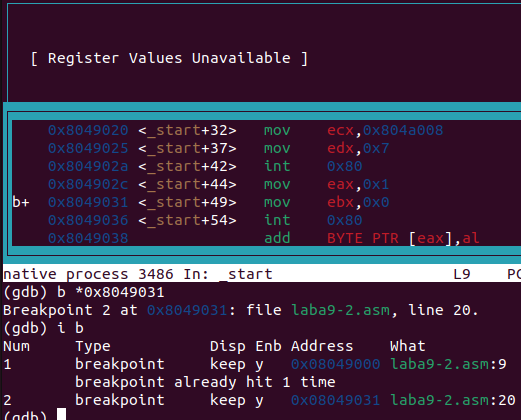 [ Register Values Unavailable ]
0x8049020 <_start+32> mov ecx,0x804a008
0x8049025 <_start+37> mov edx,0x7
0x804902a <_start+42> int 0x80
0x804902c <_start+44> mov eax,0x1
b+ 0x8049031 <_start+49> mov ebx,0x0
0x8049036 <_start+54> int 0x80
0x8049038 add BYTE PTR [eax],al
native process 3486 In: _start L9 PC
(gdb) b *0x8049031
Breakpoint 2 at 0x8049031: file laba9-2.asm, line 20.
(gdb) i b
Num Type Disp Enb Address What
1 breakpoint keep y 0x08049000 laba9-2.asm:9
breakpoint already hit 1 time
2 breakpoint keep y 0x08049031 laba9-2.asm:20
(gdb)